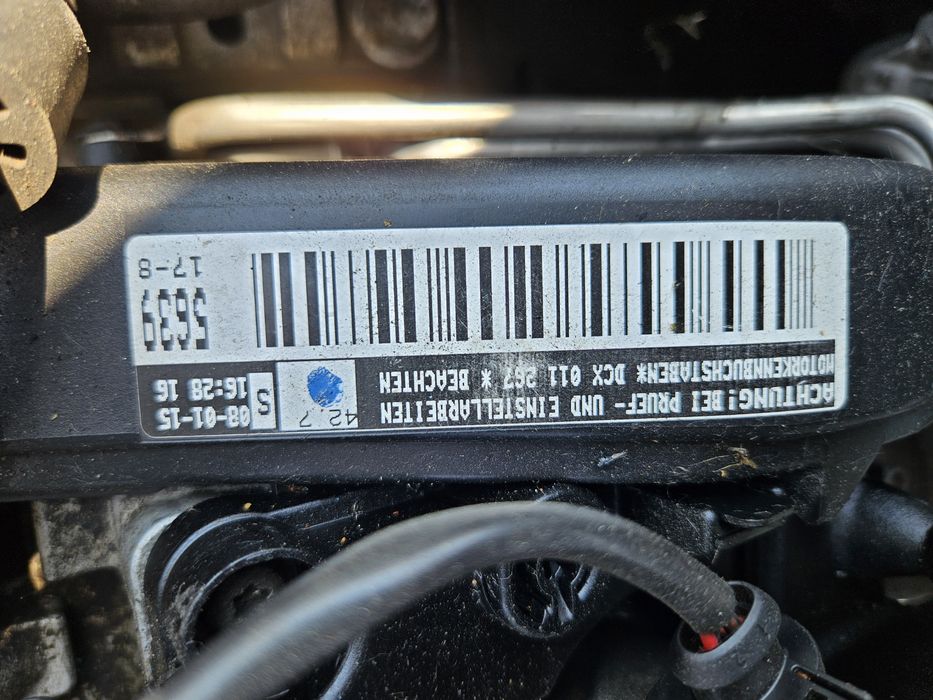 ACHTUNG! BEI PRUEF- UND EINSTELLARBEITEN
MOTORKENNBUCHSTABEN* DCX 011 267 * BEACHTEN
42.7
S
08-01-15
16:28 16
5639
17-8